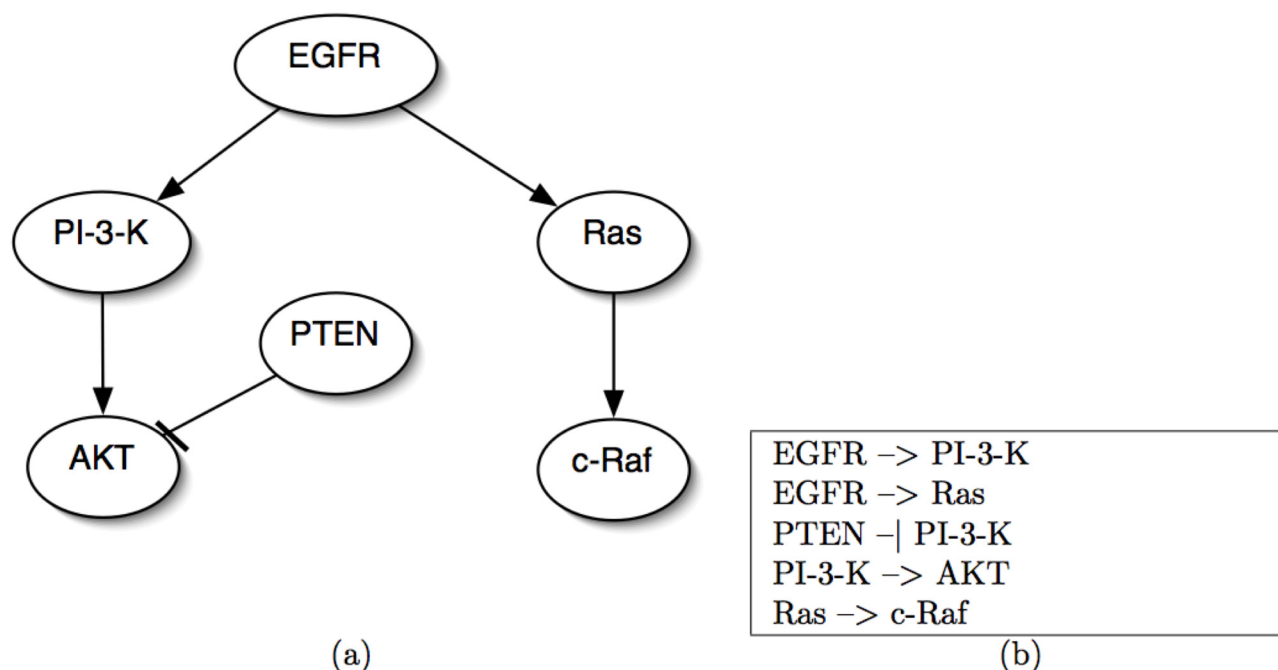 EGFR
PI-3-K
Ras
PTEN
AKT
c-Raf
EGFR –> PI-3-K
EGFR –> Ras
PTEN –| PI-3-K
PI-3-K –> AKT
Ras –> c-Raf
(a)
(b)